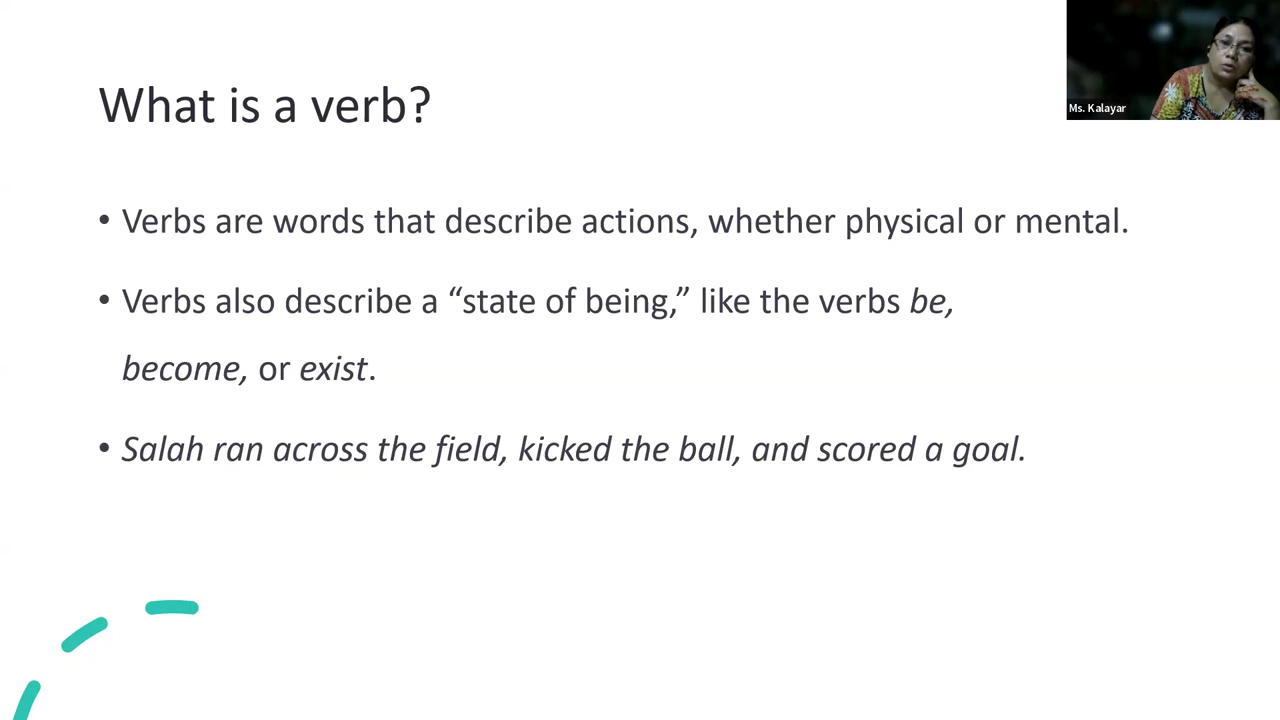 Ms. Kalayar
What is a verb?
• Verbs are words that describe actions, whether physical or mental.
• Verbs also describe a “state of being,” like the verbs be,
become, or exist.
• Salah ran across the field, kicked the ball, and scored a goal.